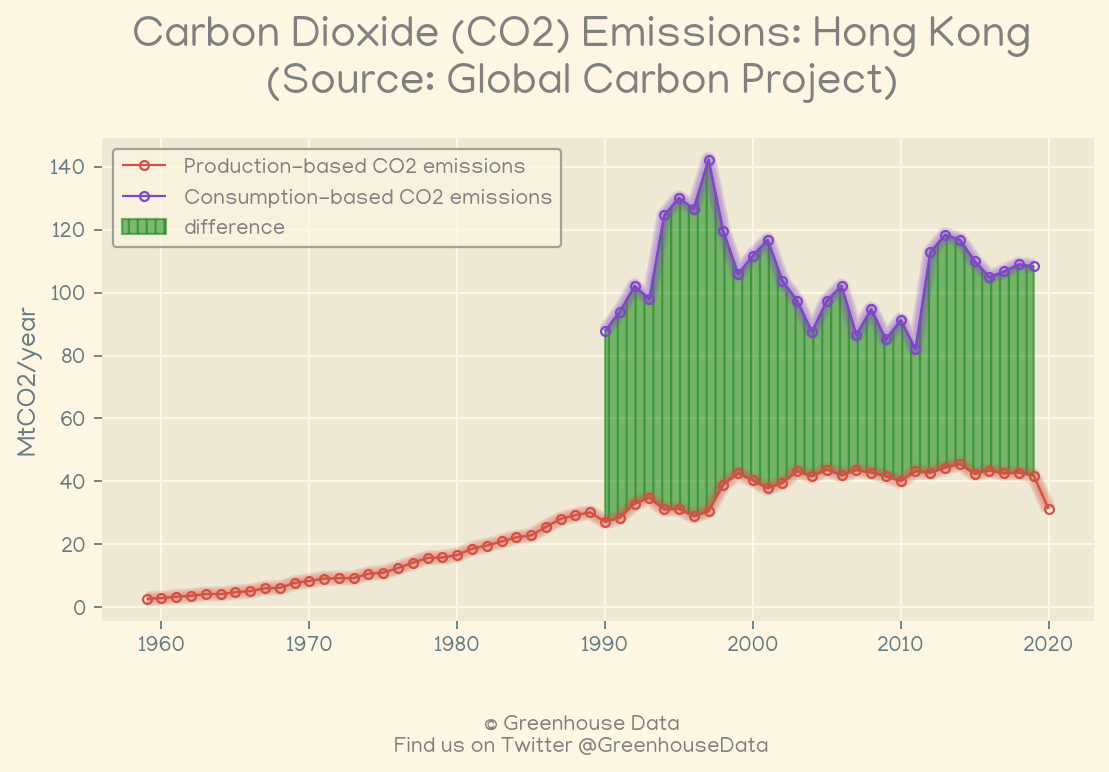 Carbon Dioxide (CO2) Emissions: Hong Kong
(Source: Global Carbon Project)
Production-based CO2 emissions
Consumption-based CO2 emissions
difference
MtCO2/year
140
120
100
80
60
40
20
0
1960 1970 1980 1990 2000 2010 2020
© Greenhouse Data
Find us on Twitter @GreenhouseData